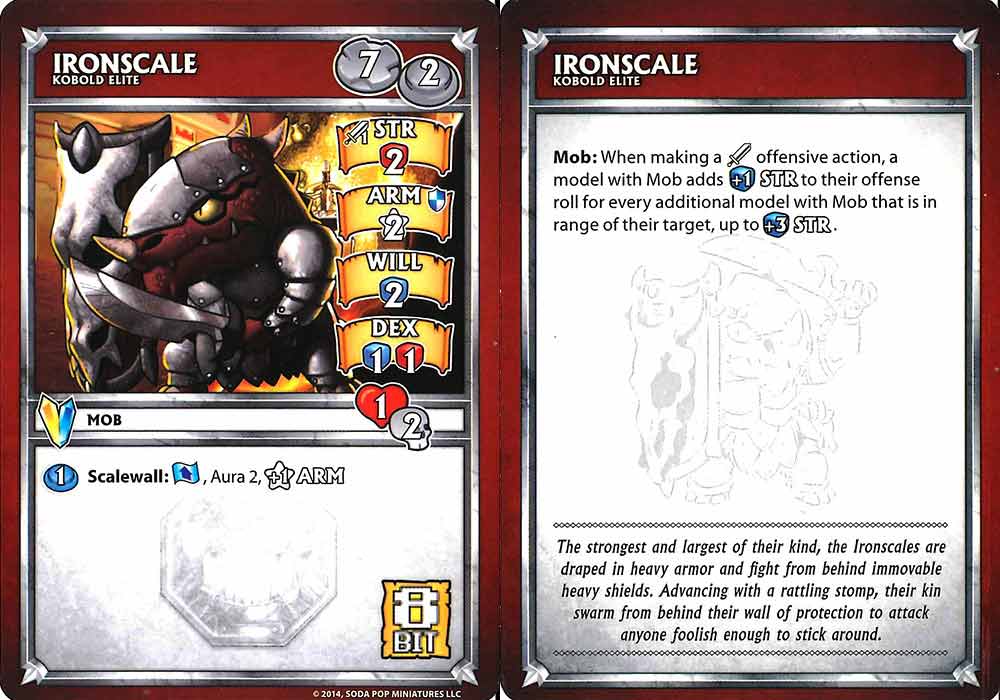 IRONSCALE
KOBOLD ELITE
7 2
STR
2
ARM
2
WILL
2
DEX
1 1
1
2
MOB
1 Scalewall: , Aura 2, +1 ARM
8
BIT
© 2014, SODA POP MINIATURES LLC
IRONSCALE
KOBOLD ELITE
Mob: When making a offensive action, a
model with Mob adds +1 STR to their offense
roll for every additional model with Mob that is in
range of their target, up to +3 STR.
The strongest and largest of their kind, the Ironscales are
draped in heavy armor and fight from behind immovable
heavy shields. Advancing with a rattling stomp, their kin
swarm from behind their wall of protection to attack
anyone foolish enough to stick around.